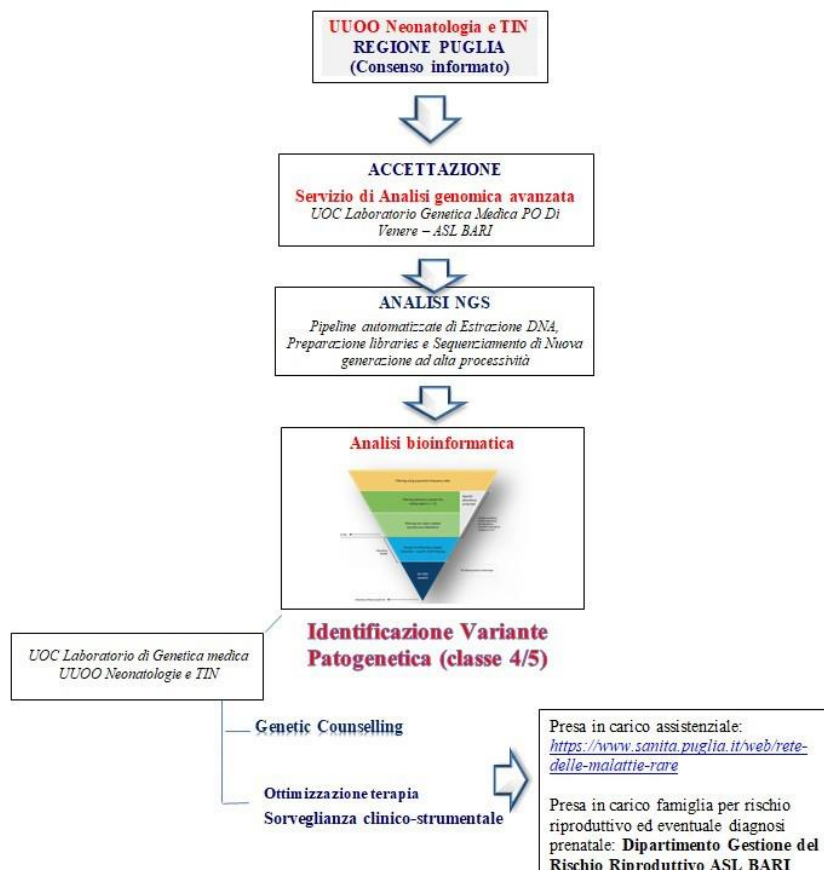 UUOO Neonatologia e TIN
REGIONE PUGLIA
(Consenso informato)
ACCETTAZIONE
Servizio di Analisi genomica avanzata
UOC Laboratorio Genetica Medica PO Di
Venere – ASL BARI
ANALISI NGS
Pipeline automatizzate di Estrazione DNA,
Preparazione libraries e Sequenziamento di Nuova
generazione ad alta processività
Analisi bioinformatica
Identificazione Variante
Patogenetica (classe 4/5)
UOC Laboratorio di Genetica medica
UUOO Neonatologie e TIN
Genetic Counselling
Ottimizzazione terapia
Sorveglianza clinico-strumentale
Presa in carico assistenziale:
https://www.sanita.puglia.it/web/rete-
delle-malattie-rare
Presa in carico famiglia per rischio
riproduttivo ed eventuale diagnosi
prenatale: Dipartimento Gestione del
Rischio Riproduttivo ASL BARI